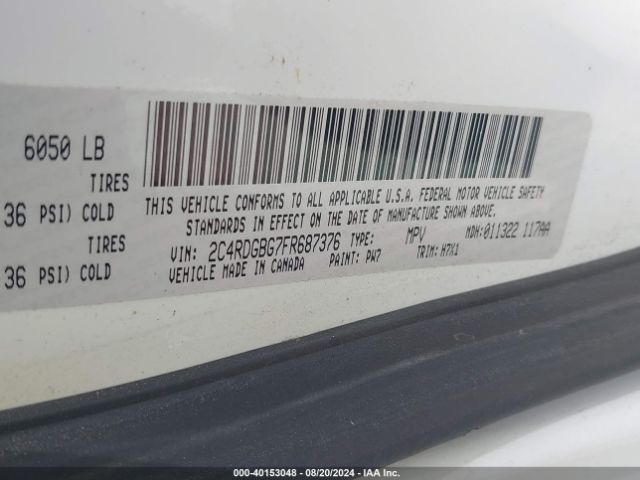 6050 LB
TIRES
36 PSI) COLD
TIRES
36 PSI) COLD
THIS VEHICLE CONFORMS TO ALL APPLICABLE U.S.A. FEDERAL MOTOR VEHICLE SAFETY
STANDARDS IN EFFECT ON THE DATE OF MANUFACTURE SHOWN ABOVE.
VIN: 2C4RDGBG7FR687376 TYPE: MPV MDH: 011322 117AA
VEHICLE MADE IN CANADA PAINT: PW7 TRIM: H7X1
000-40153048 - 08/20/2024 - IAA Inc.